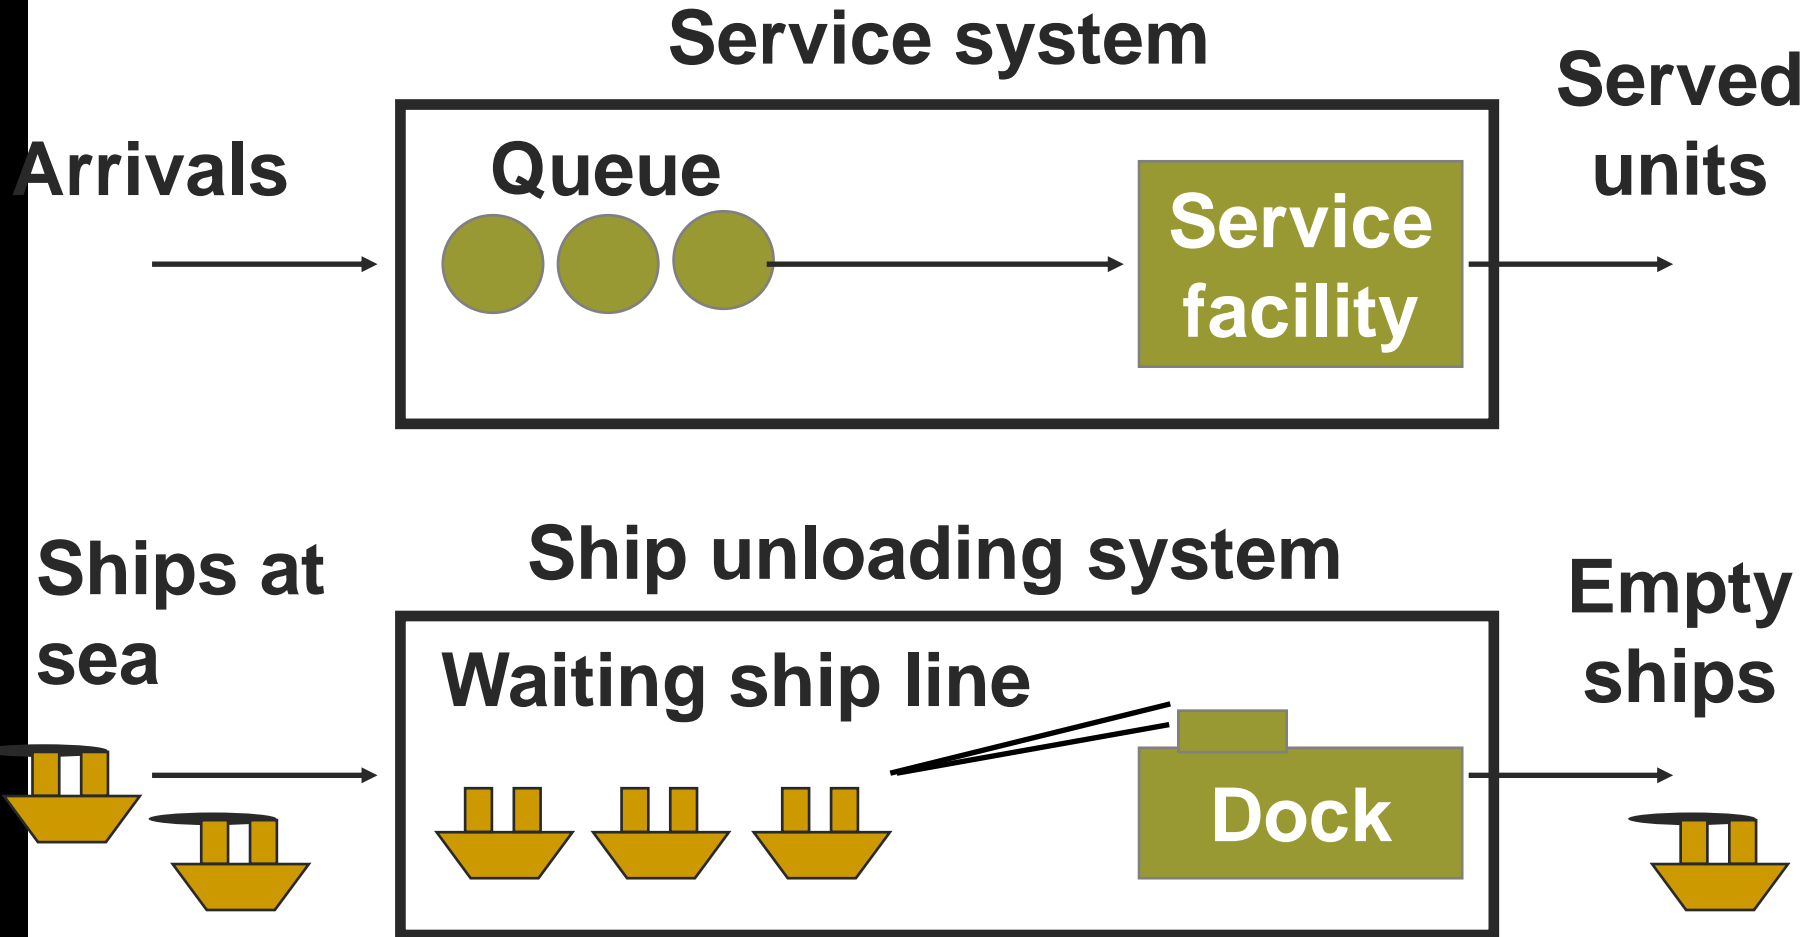 Service system
Served
units
Arrivals
Queue
Service
facility
Ship unloading system
Ships at
sea
Empty
ships
Waiting ship line
Dock